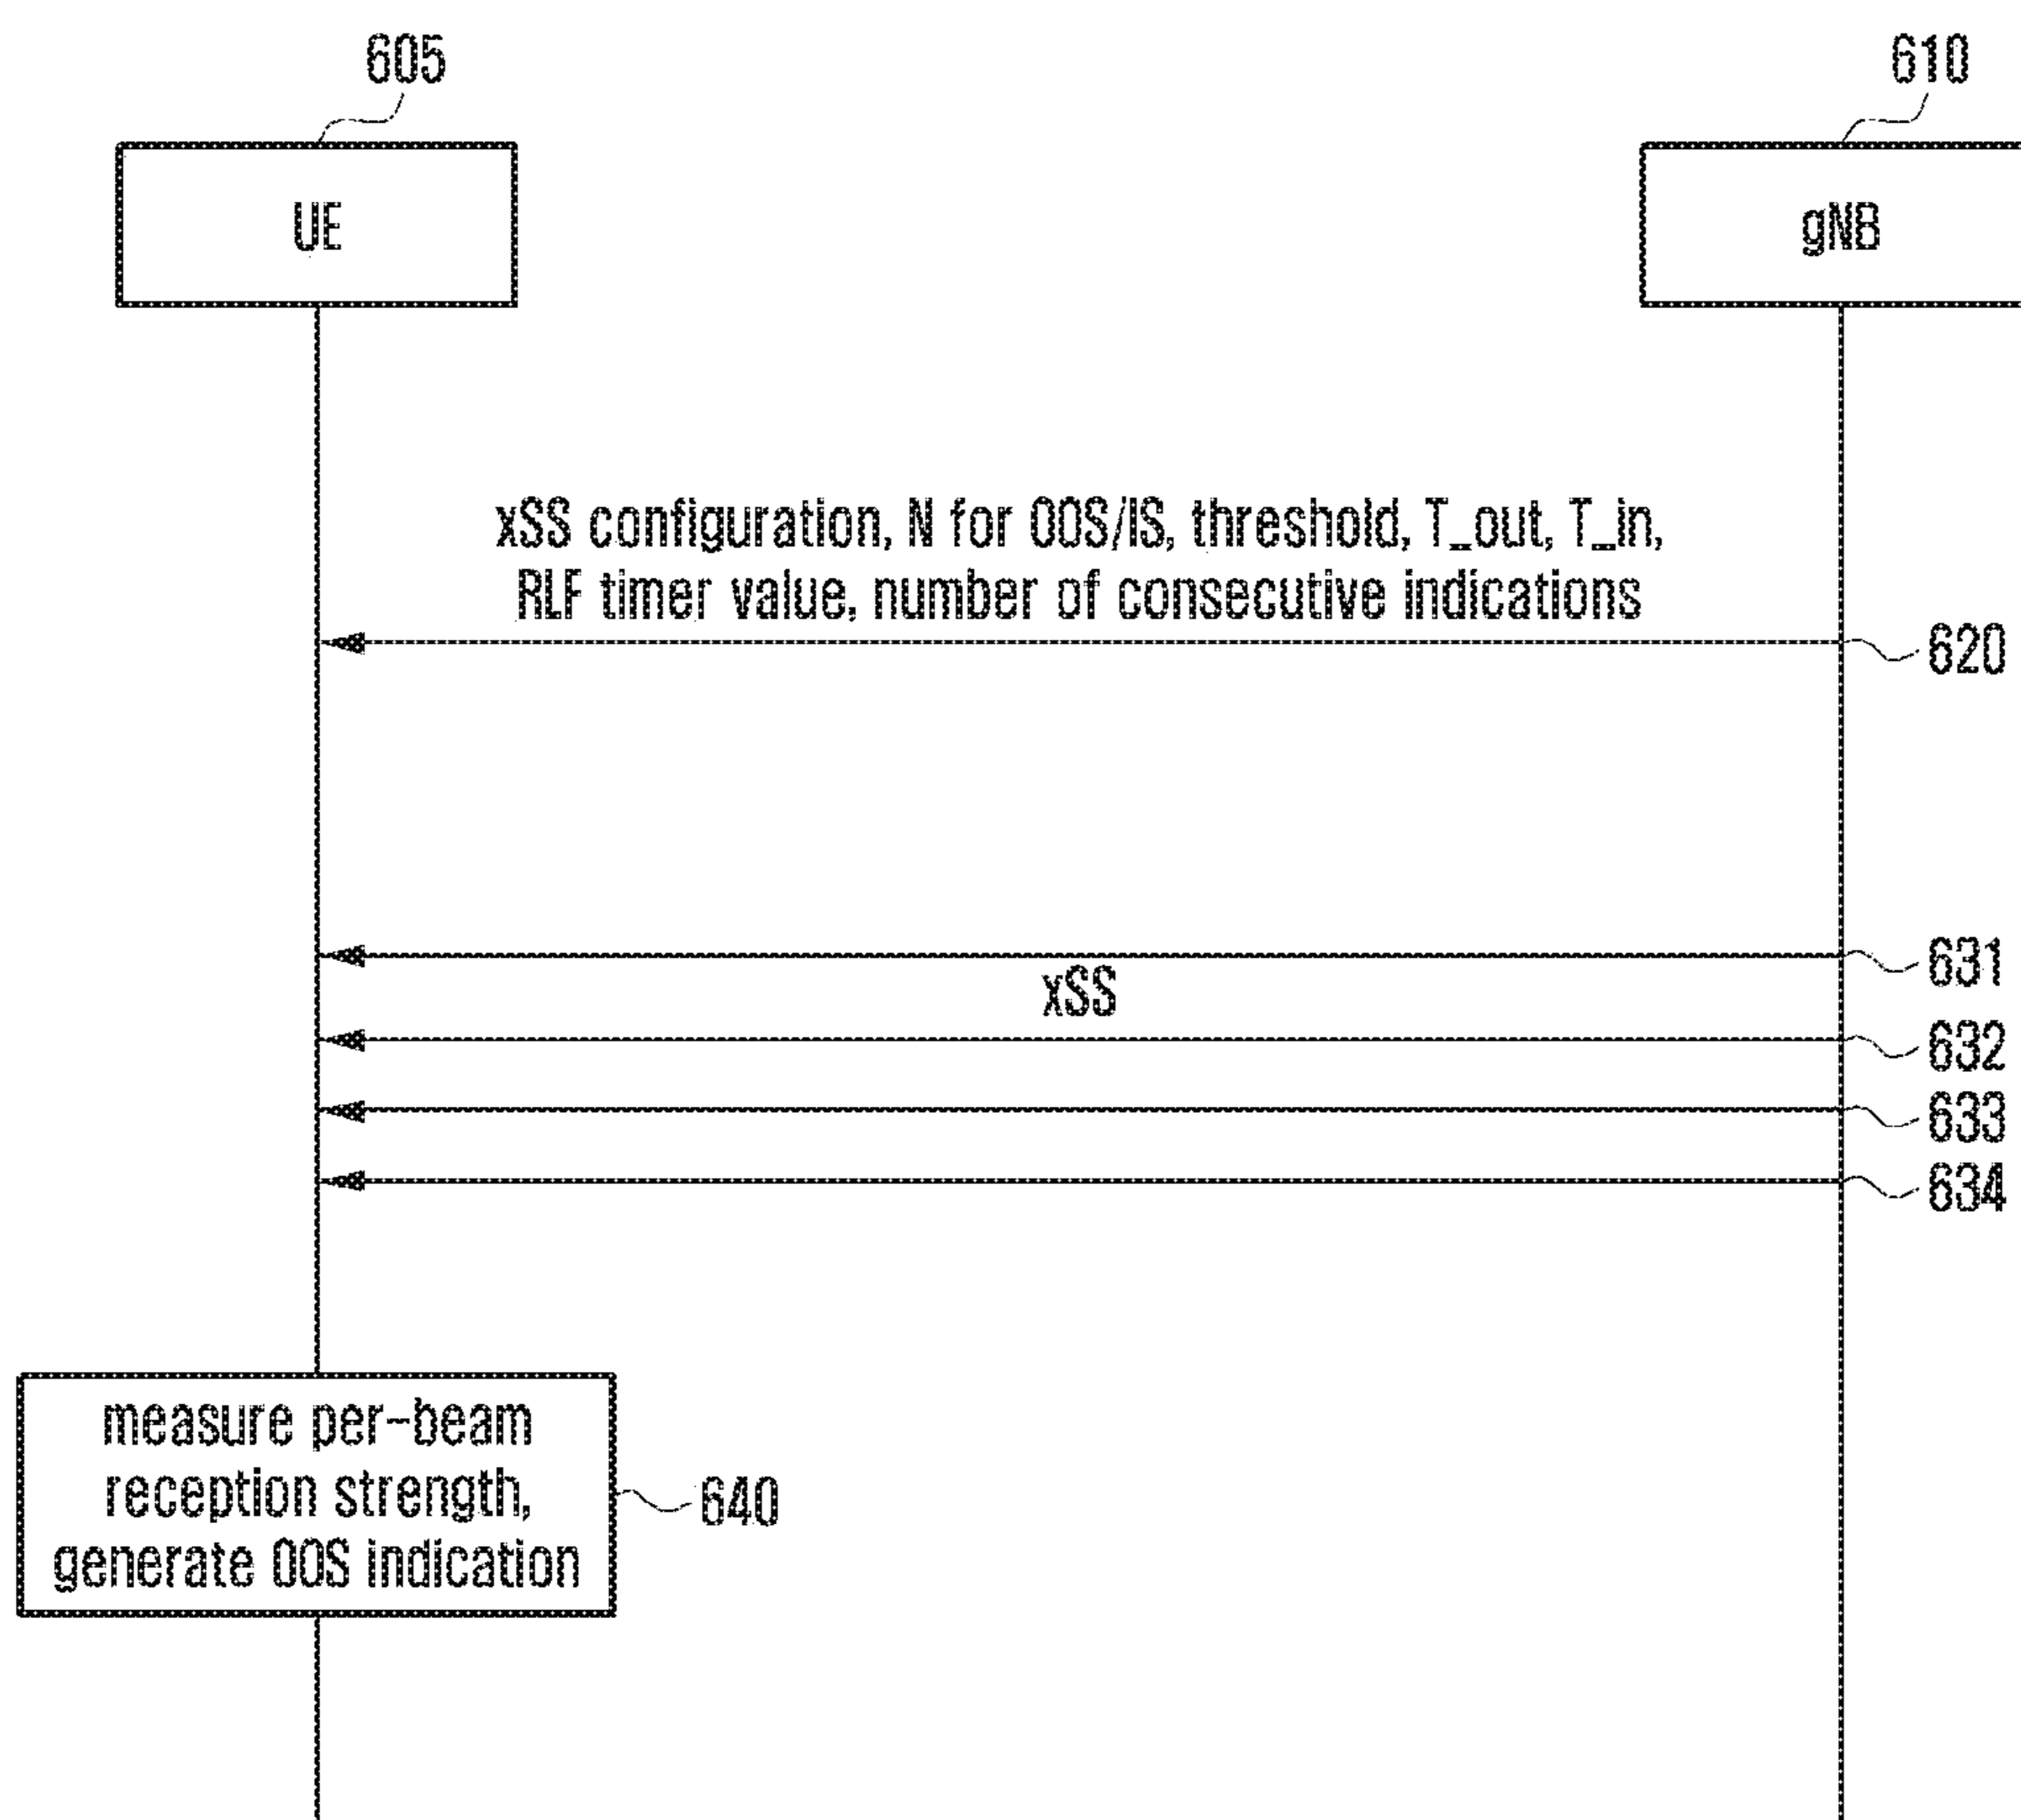 605
610
UE
gNB
xSS configuration, N for OOS/IS, threshold, T_out, T_in,
RLF timer value, number of consecutive indications
620
631
xSS
632
633
634
measure per-beam
reception strength,
generate OOS indication
640